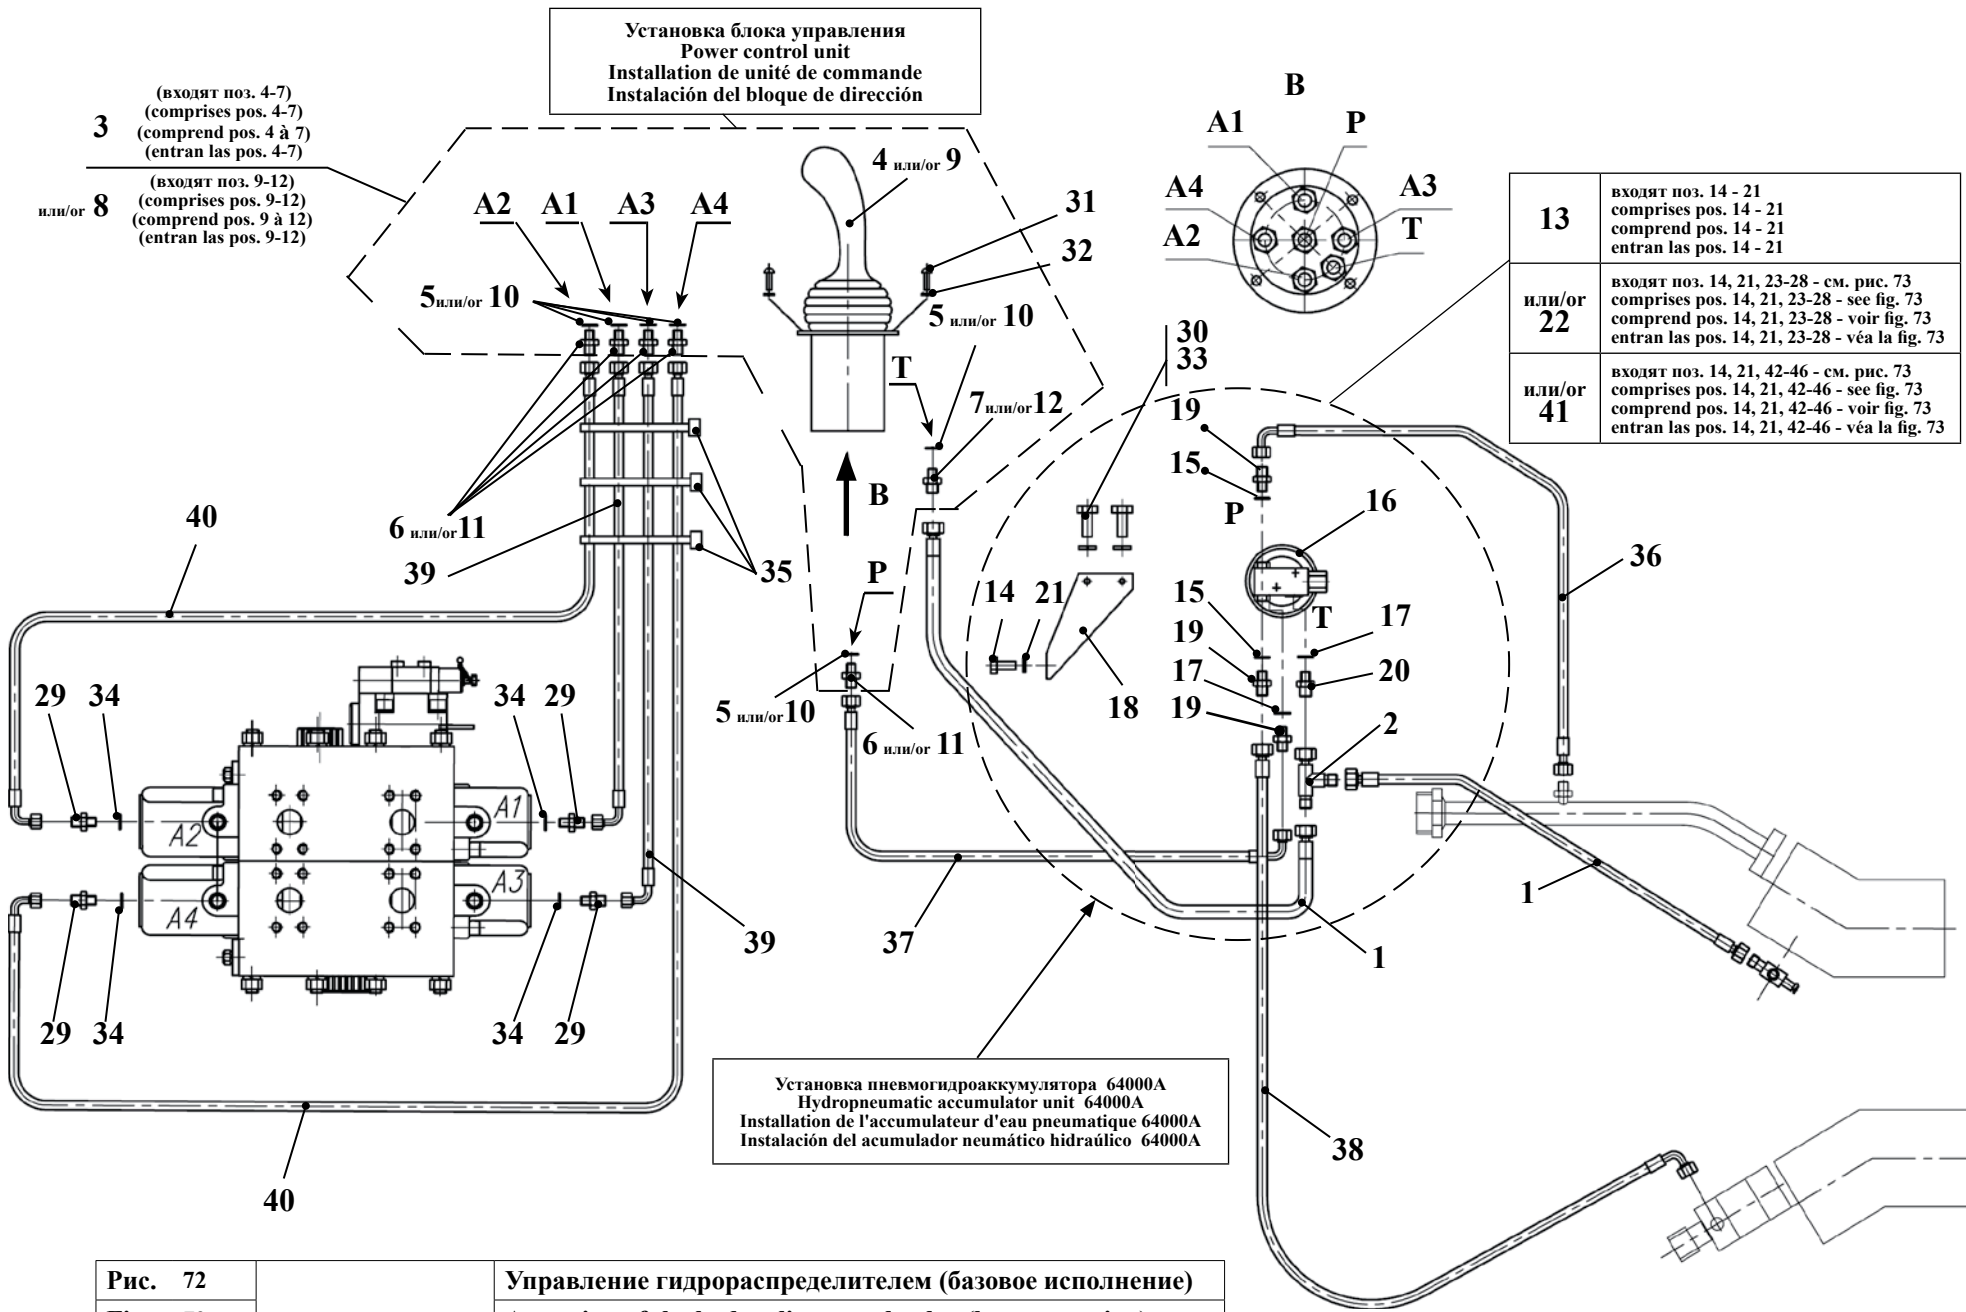 Установка блока управления
Power control unit
Installation de unité de commande
Instalación del bloque de dirección
3
(входят поз. 4-7)
(comprises pos. 4-7)
(comprend pos. 4 à 7)
(entran las pos. 4-7)
или/or 8
(входят поз. 9-12)
(comprises pos. 9-12)
(comprend pos. 9 à 12)
(entran las pos. 9-12)
A2 A1 A3 A4
4 или/or 9
31
32
5 или/or 10
5 или/or 10
B
A1 P
A4 A3
A2 T
13
входят поз. 14 - 21
comprises pos. 14 - 21
comprend pos. 14 - 21
entran las pos. 14 - 21
или/or
22
входят поз. 14, 21, 23-28 - см. рис. 73
comprises pos. 14, 21, 23-28 - see fig. 73
comprend pos. 14, 21, 23-28 - voir fig. 73
entran las pos. 14, 21, 23-28 - véa la fig. 73
или/or
41
входят поз. 14, 21, 42-46 - см. рис. 73
comprises pos. 14, 21, 42-46 - see fig. 73
comprend pos. 14, 21, 42-46 - voir fig. 73
entran las pos. 14, 21, 42-46 - véa la fig. 73
30
33
T
7 или/or 12
19
15
P
16
B
40
6 или/or 11
39
35
36
P
14 21
15
T
17
19
17
20
18
19
2
29 34 34 29
5 или/or 10
6 или/or 11
A2 A1
A4 A3
1
39
37
1
29 34 34 29
Установка пневмогидроаккумулятора 64000A
Hydropneumatic accumulator unit 64000A
Installation de l'accumulateur d'eau pneumatique 64000A
Instalación del acumulador neumático hidraúlico 64000A
38
40
Рис. 72
Управление гидрораспределителем (базовое исполнение)